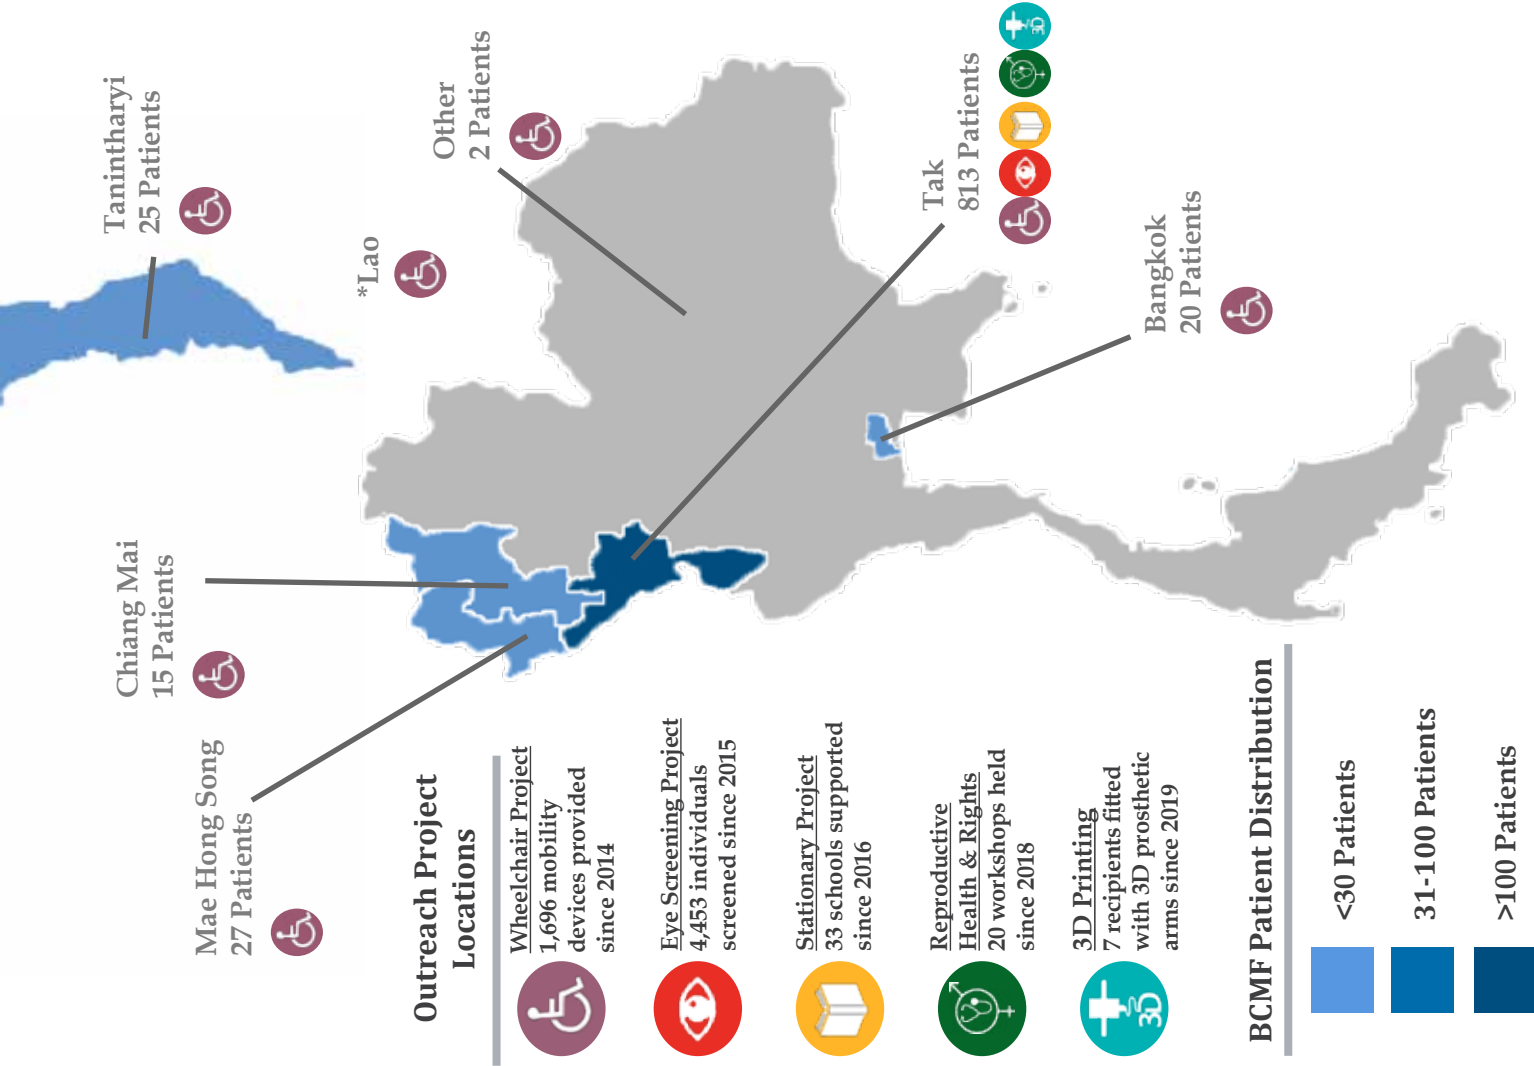 Tanintharyi
25 Patients
*Lao
Other
2 Patients
Tak
813 Patients
3D
Bangkok
20 Patients
Chiang Mai
15 Patients
Mae Hong Song
27 Patients
Outreach Project
Locations
Wheelchair Project
1,696 mobility
devices provided
since 2014
Eye Screening Project
4,453 individuals
screened since 2015
Stationary Project
33 schools supported
since 2016
Reproductive
Health & Rights
20 workshops held
since 2018
3D
3D Printing
7 recipients fitted
with 3D prosthetic
arms since 2019
BCMF Patient Distribution
<30 Patients
31-100 Patients
>100 Patients